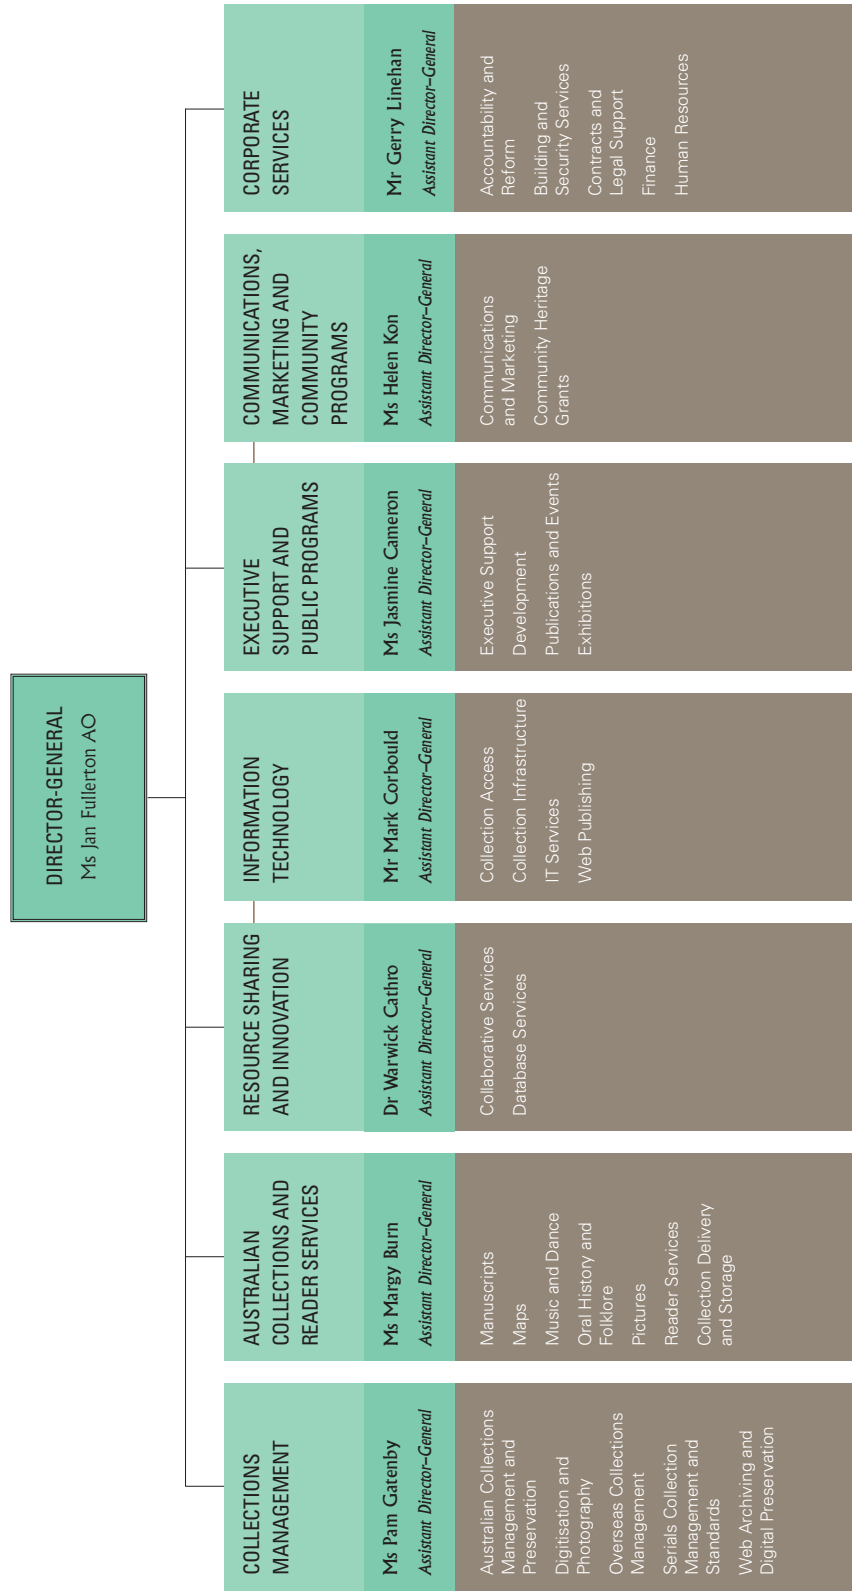 DIRECTOR-GENERAL
Ms Jan Fullerton AO
COLLECTIONS
MANAGEMENT
Ms Pam Gatenby
Assistant Director–General
Australian Collections
Management and
Preservation
Digitisation and
Photography
Overseas Collections
Management
Serials Collection
Management and
Standards
Web Archiving and
Digital Preservation
AUSTRALIAN
COLLECTIONS AND
READER SERVICES
Ms Margy Burn
Assistant Director–General
Manuscripts
Maps
Music and Dance
Oral History and
Folklore
Pictures
Reader Services
Collection Delivery
and Storage
RESOURCE SHARING
AND INNOVATION
Dr Warwick Cathro
Assistant Director–General
Collaborative Services
Database Services
INFORMATION
TECHNOLOGY
Mr Mark Corbould
Assistant Director–General
Collection Access
Collection Infrastructure
IT Services
Web Publishing
EXECUTIVE
SUPPORT AND
PUBLIC PROGRAMS
Ms Jasmine Cameron
Assistant Director–General
Executive Support
Development
Publications and Events
Exhibitions
COMMUNICATIONS,
MARKETING AND
COMMUNITY
PROGRAMS
Ms Helen Kon
Assistant Director–General
Communications
and Marketing
Community Heritage
Grants
CORPORATE
SERVICES
Mr Gerry Linehan
Assistant Director–General
Accountability and
Reform
Building and
Security Services
Contracts and
Legal Support
Finance
Human Resources